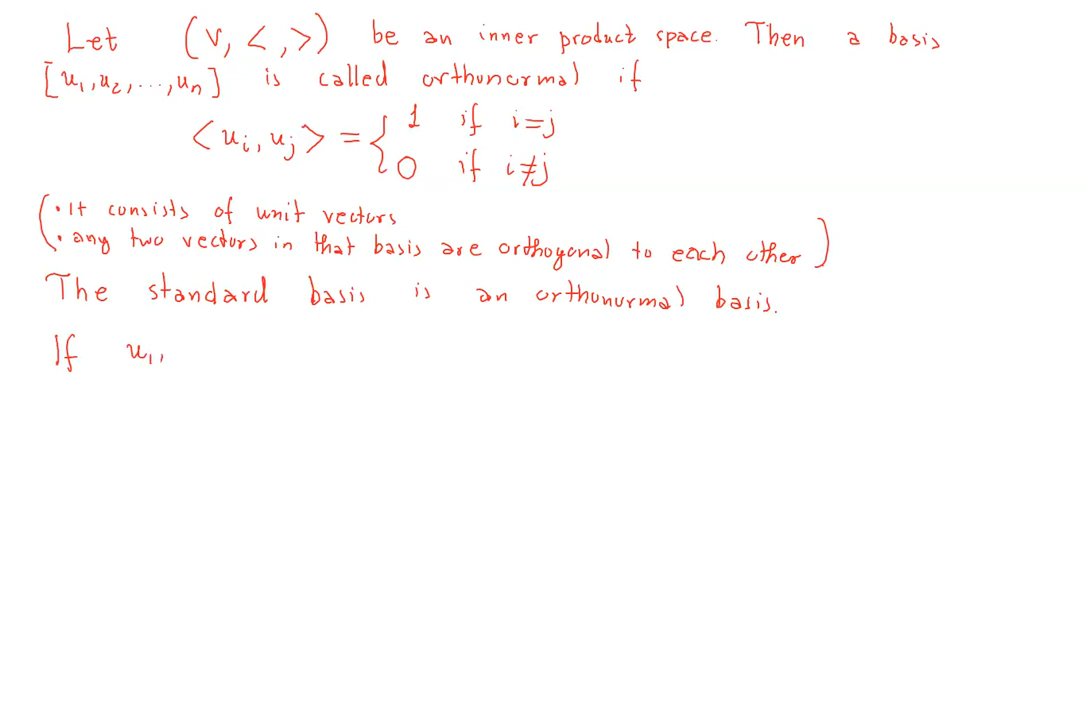 Let (V, < , >) be an inner product space. Then a basis
[u₁, u₂, ..., uₙ] is called orthonormal if
<uᵢ, uⱼ> = { 1 if i=j
0 if i≠j
( • It consists of unit vectors
• any two vectors in that basis are orthogonal to each other )
The standard basis is an orthonormal basis.
If u₁,